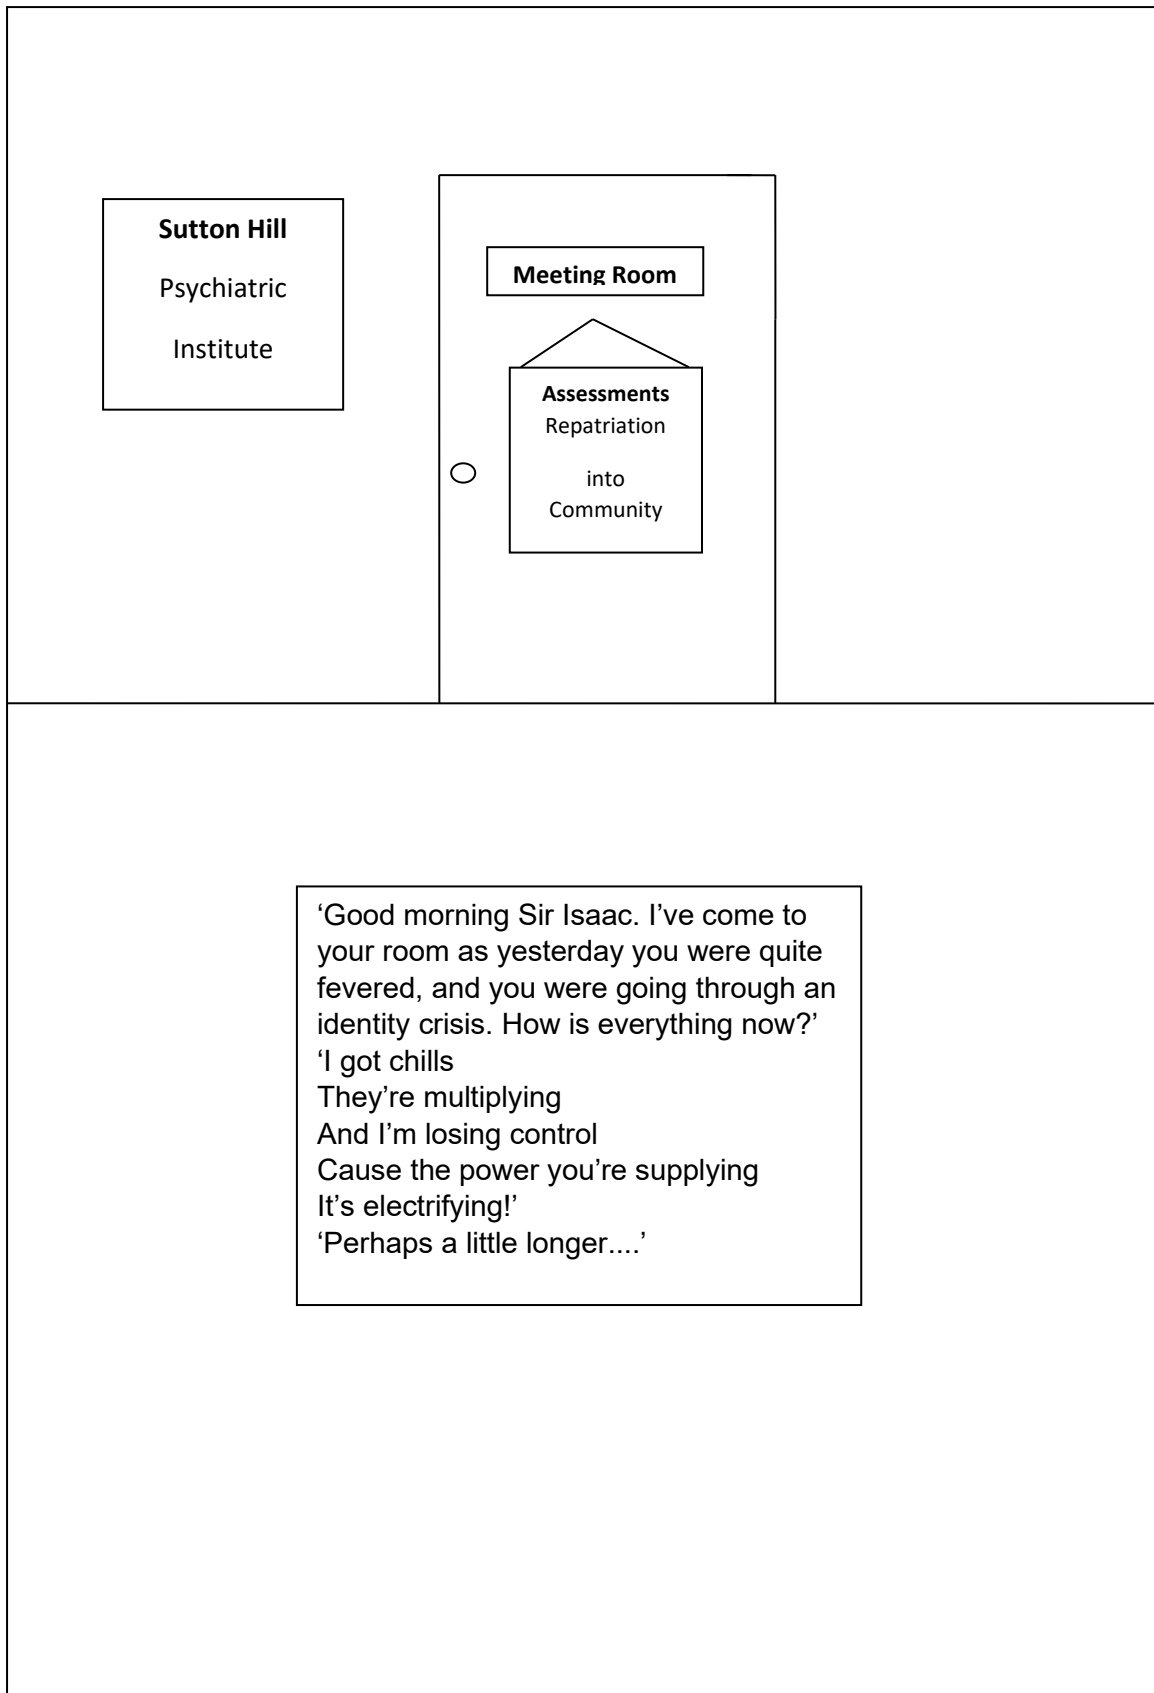 Sutton Hill
Psychiatric
Institute
Meeting Room
Assessments
Repatriation
into
Community
‘Good morning Sir Isaac. I’ve come to
your room as yesterday you were quite
fevered, and you were going through an
identity crisis. How is everything now?’
‘I got chills
They’re multiplying
And I’m losing control
Cause the power you’re supplying
It’s electrifying!’
‘Perhaps a little longer....’